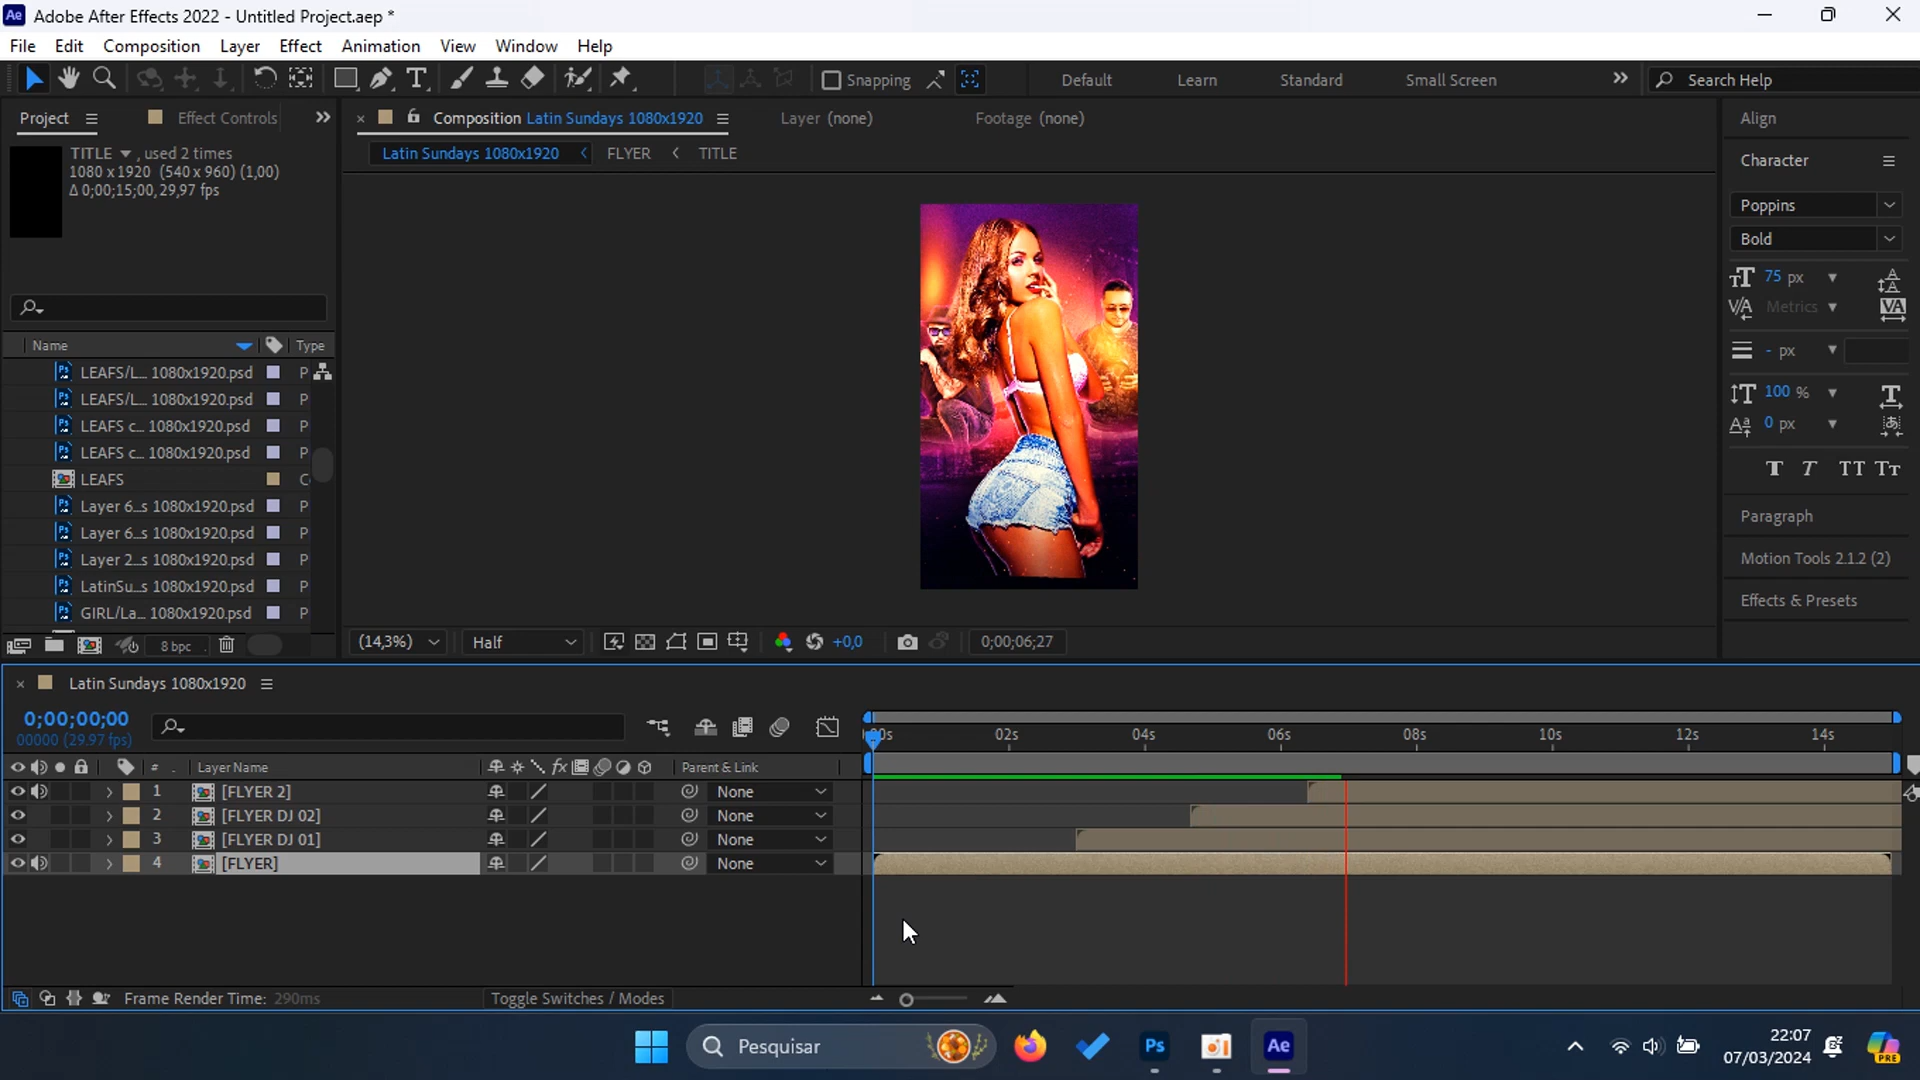 Ae Adobe After Effects 2022 - Untitled Project.aep *
File Edit Composition Layer Effect Animation View Window Help
Snapping Default Learn Standard Small Screen Search Help
Project Effect Controls
Composition Latin Sundays 1080x1920 Layer (none) Footage (none)
Latin Sundays 1080x1920 < FLYER < TITLE
TITLE , used 2 times
1080 x 1920 (540 x 960) (1,00)
Δ 0;00;15;00, 29,97 fps
Name Type
LEAFS/L... 1080x1920.psd P
LEAFS/L... 1080x1920.psd P
LEAFS c... 1080x1920.psd P
LEAFS c... 1080x1920.psd P
LEAFS C
Layer 6...s 1080x1920.psd P
Layer 6...s 1080x1920.psd P
Layer 2...s 1080x1920.psd P
LatinSu...s 1080x1920.psd P
GIRL/La... 1080x1920.psd P
8 bpc
(14,3%) Half +0,0 0;00;06;27
Align
Character
Poppins
Bold
75 px
Metrics
- px
100 %
0 px
T T TT Tт
Paragraph
Motion Tools 2.1.2 (2)
Effects & Presets
Latin Sundays 1080x1920
0;00;00;00
00000 (29.97 fps)
00s 02s 04s 06s 08s 10s 12s 14s
# . Layer Name fx Parent & Link
1 [FLYER 2] None
2 [FLYER DJ 02] None
3 [FLYER DJ 01] None
4 [FLYER] None
Frame Render Time: 290ms Toggle Switches / Modes
Pesquisar Ps Ae
22:07
07/03/2024
PRE